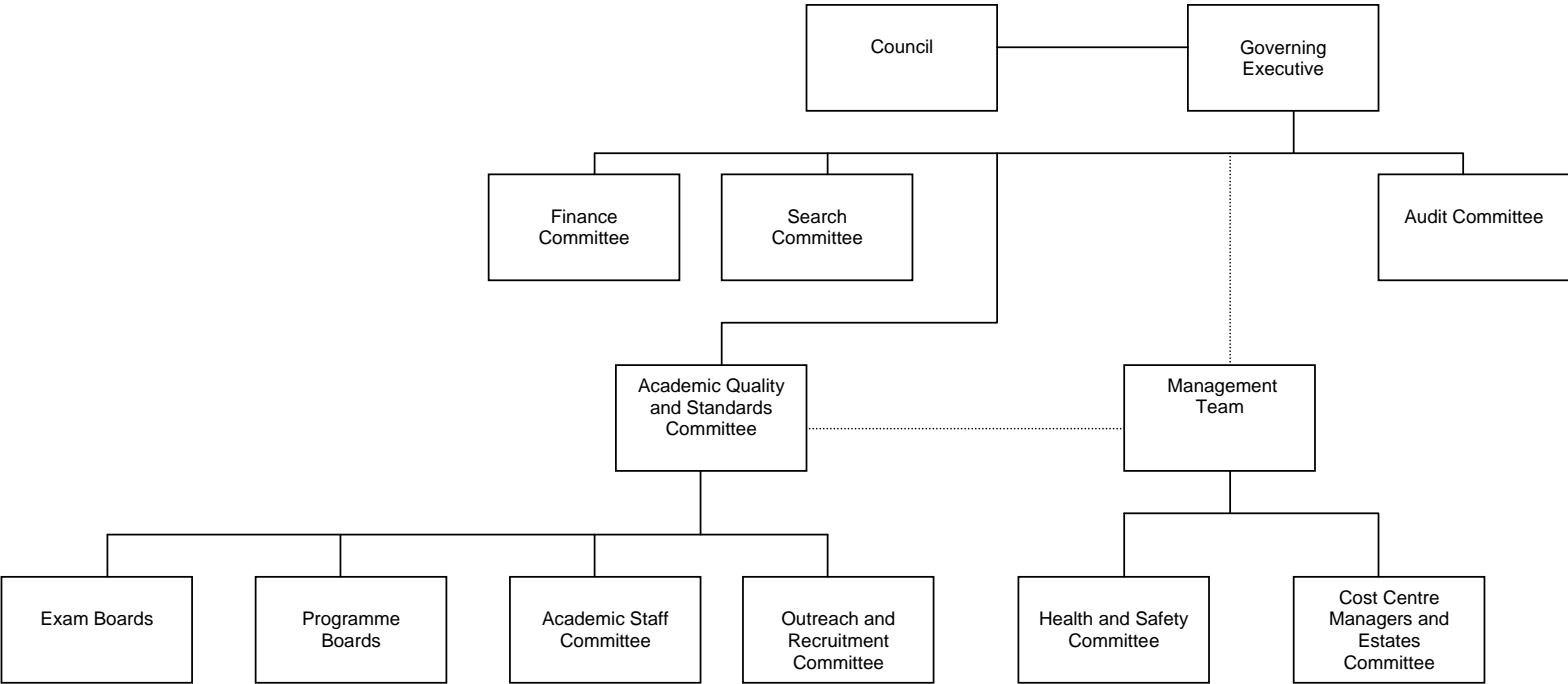 Council
Governing
Executive
Finance
Committee
Search
Committee
Audit Committee
Academic Quality
and Standards
Committee
Management
Team
Exam Boards
Programme
Boards
Academic Staff
Committee
Outreach and
Recruitment
Committee
Health and Safety
Committee
Cost Centre
Managers and
Estates
Committee